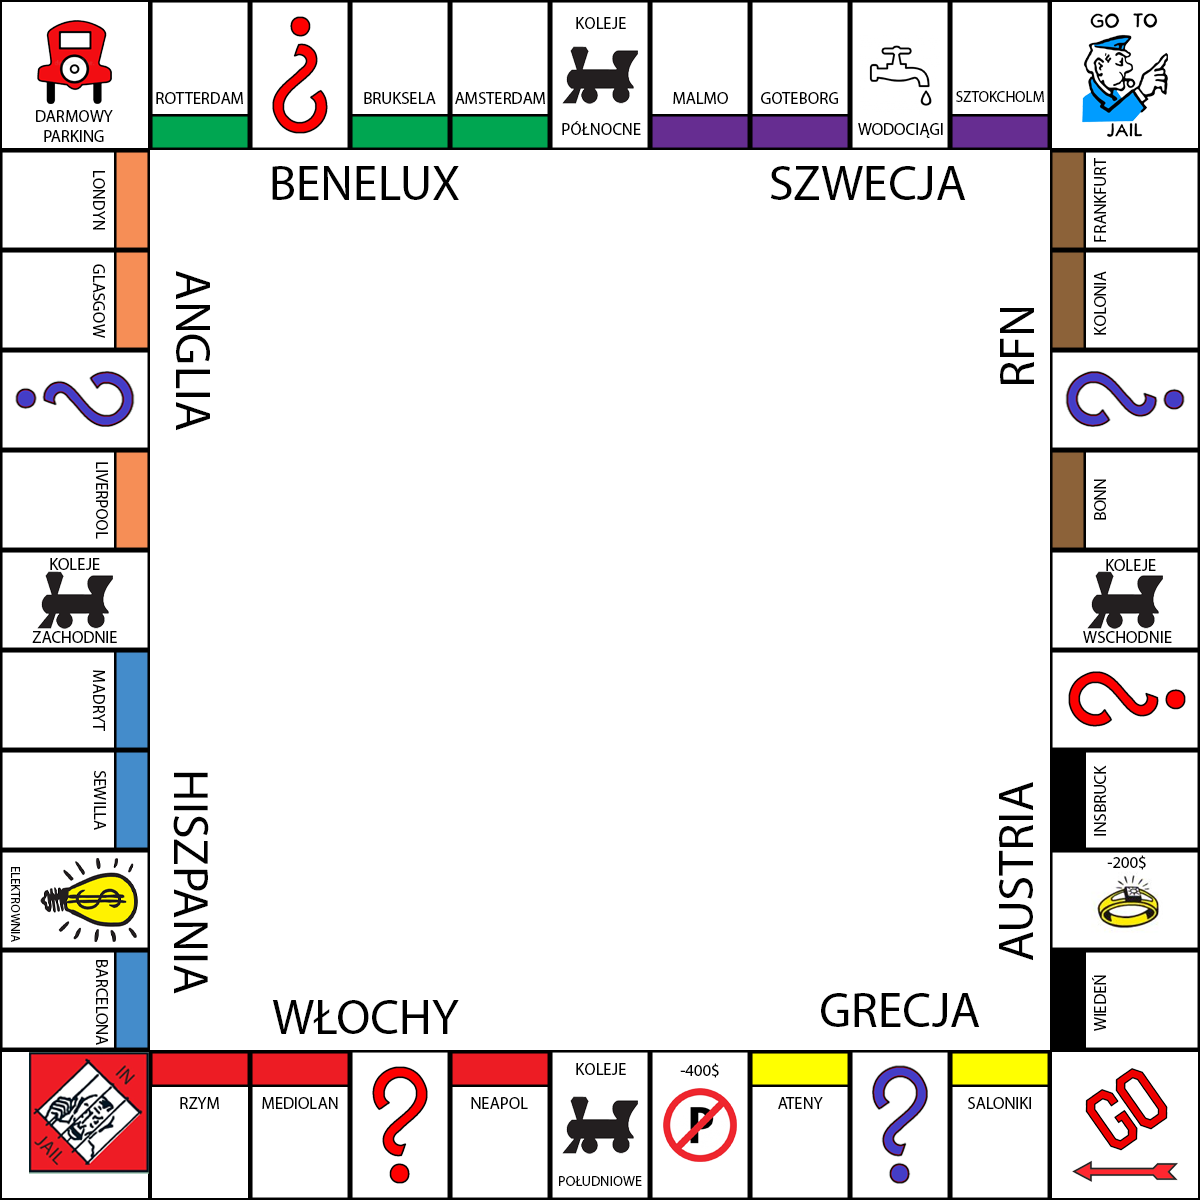 DARMOWY
PARKING
ROTTERDAM
BRUKSELA
AMSTERDAM
KOLEJE
PÓŁNOCNE
MALMO
GOTEBORG
WODOCIĄGI
SZTOKCHOLM
GO TO
JAIL
BENELUX
SZWECJA
LONDYN
GLASGOW
LIVERPOOL
KOLEJE
ZACHODNIE
MADRYT
SEWILLA
ELEKTROWNIA
BARCELONA
ANGLIA
HISZPANIA
RFN
AUSTRIA
FRANKFURT
KOLONIA
BONN
KOLEJE
WSCHODNIE
INSBRUCK
-200$
WIEDEŃ
WŁOCHY
GRECJA
IN
JAIL
RZYM
MEDIOLAN
?
NEAPOL
KOLEJE
POŁUDNIOWE
-400$
P
ATENY
?
SALONIKI
GO